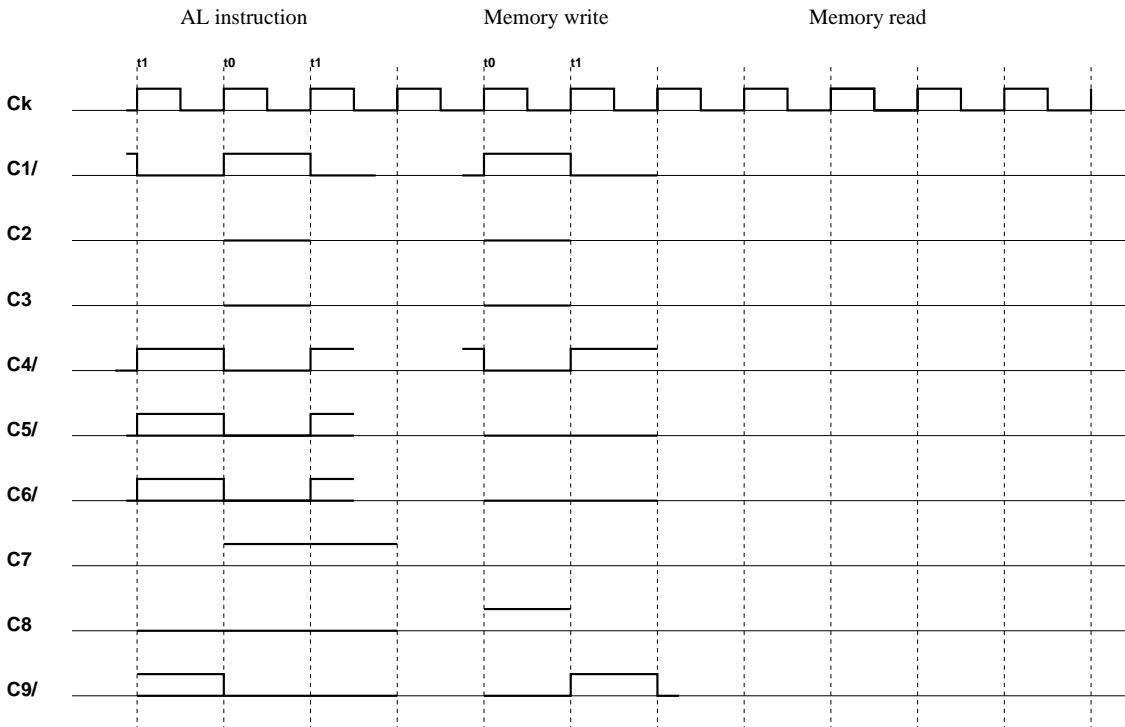 AL instruction Memory write Memory read
t1 t0 t1 t0 t1
Ck
C1/
C2
C3
C4/
C5/
C6/
C7
C8
C9/